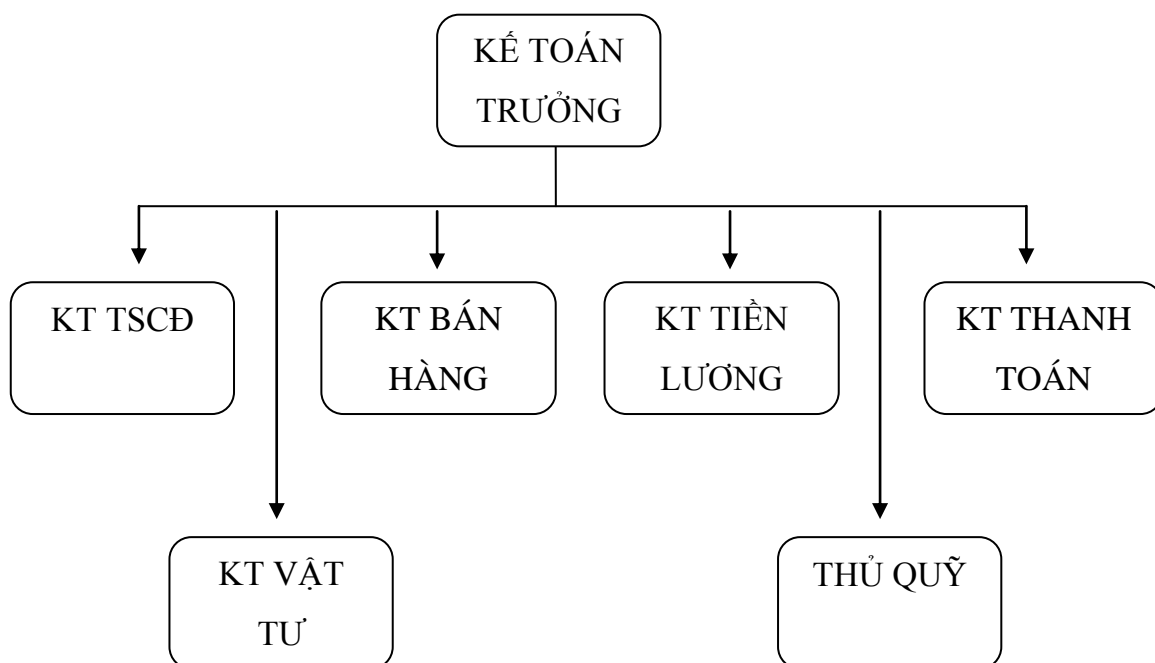 KẾ TOÁN
TRƯỞNG
KT TSCĐ
KT BÁN
HÀNG
KT TIỀN
LƯƠNG
KT THANH
TOÁN
KT VẬT
TƯ
THỦ QUỸ